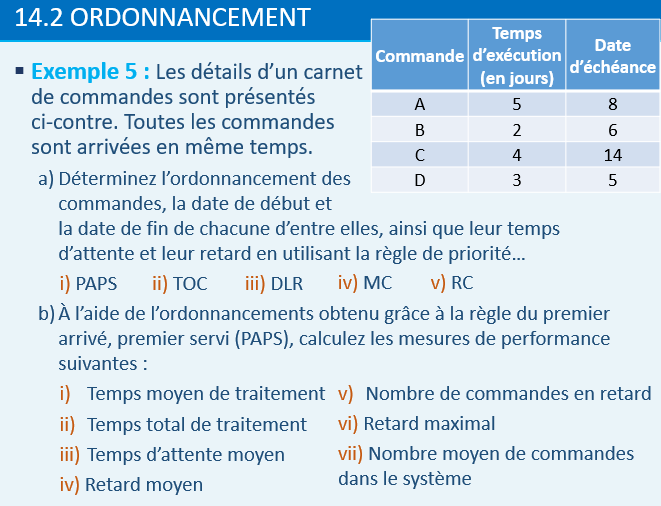 14.2 ORDONNANCEMENT
Commande
Temps d’exécution (en jours)
Date d’échéance
A 5 8
B 2 6
C 4 14
D 3 5
▪ Exemple 5 : Les détails d’un carnet
de commandes sont présentés
ci-contre. Toutes les commandes
sont arrivées en même temps.
a) Déterminez l’ordonnancement des
commandes, la date de début et
la date de fin de chacune d’entre elles, ainsi que leur temps
d’attente et leur retard en utilisant la règle de priorité...
i) PAPS ii) TOC iii) DLR iv) MC v) RC
b) À l’aide de l’ordonnancements obtenu grâce à la règle du premier
arrivé, premier servi (PAPS), calculez les mesures de performance
suivantes :
i) Temps moyen de traitement
ii) Temps total de traitement
iii) Temps d’attente moyen
iv) Retard moyen
v) Nombre de commandes en retard
vi) Retard maximal
vii) Nombre moyen de commandes
dans le système